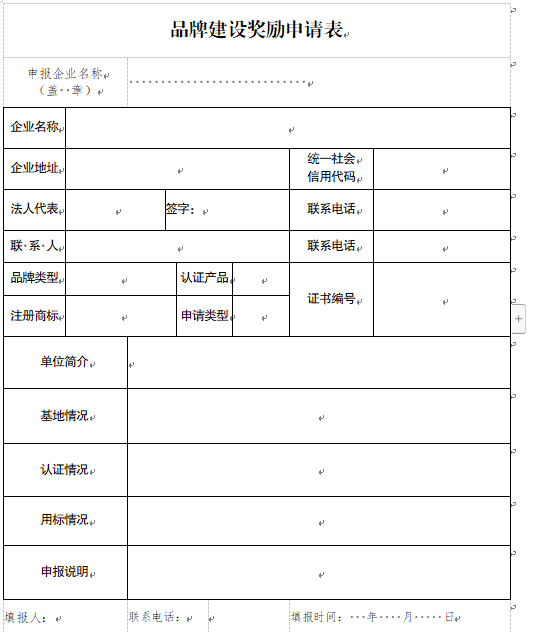 品牌建设奖励申请表
申报企业名称
（盖  章）
企业名称
企业地址
统一社会
信用代码
法人代表
签字：
联系电话
联 系 人
联系电话
品牌类型
认证产品
证书编号
注册商标
申请类型
单位简介
基地情况
认证情况
用标情况
申报说明
填报人：
联系电话：
填报时间：   年    月     日